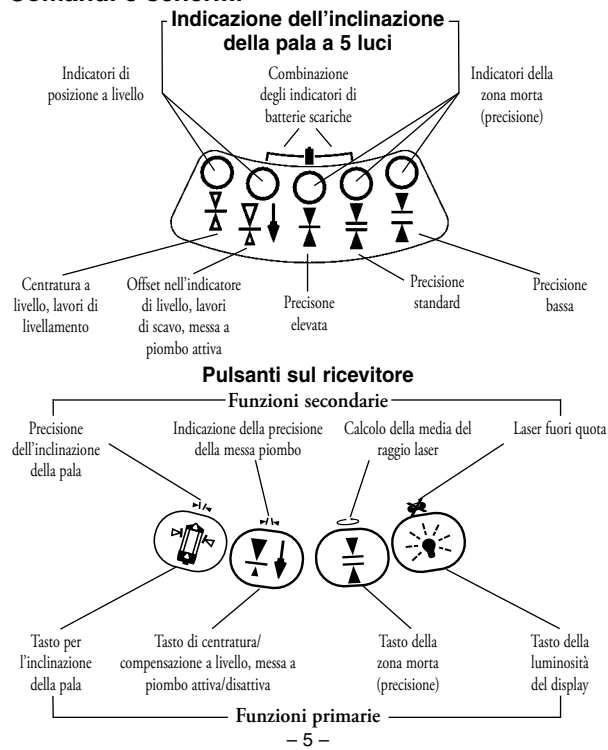 Indicazione dell'inclinazione
della pala a 5 luci
Indicatori di
posizione a livello
Combinazione
degli indicatori di
batterie scariche
Indicatori della
zona morta
(precisione)
Centratura a
livello, lavori di
livellamento
Offset nell'indicatore
di livello, lavori
di scavo, messa a
piombo attiva
Precisone
elevata
Precisione
standard
Precisione
bassa
Pulsanti sul ricevitore
Funzioni secondarie
Precisione
dell'inclinazione
della pala
Indicazione della precisione
della messa piombo
Calcolo della media del
raggio laser
Laser fuori quota
Tasto per
l'inclinazione
della pala
Tasto di centratura/
compensazione a livello, messa a
piombo attiva/disattiva
Tasto della
zona morta
(precisione)
Tasto della
luminosità
del display
Funzioni primarie
– 5 –